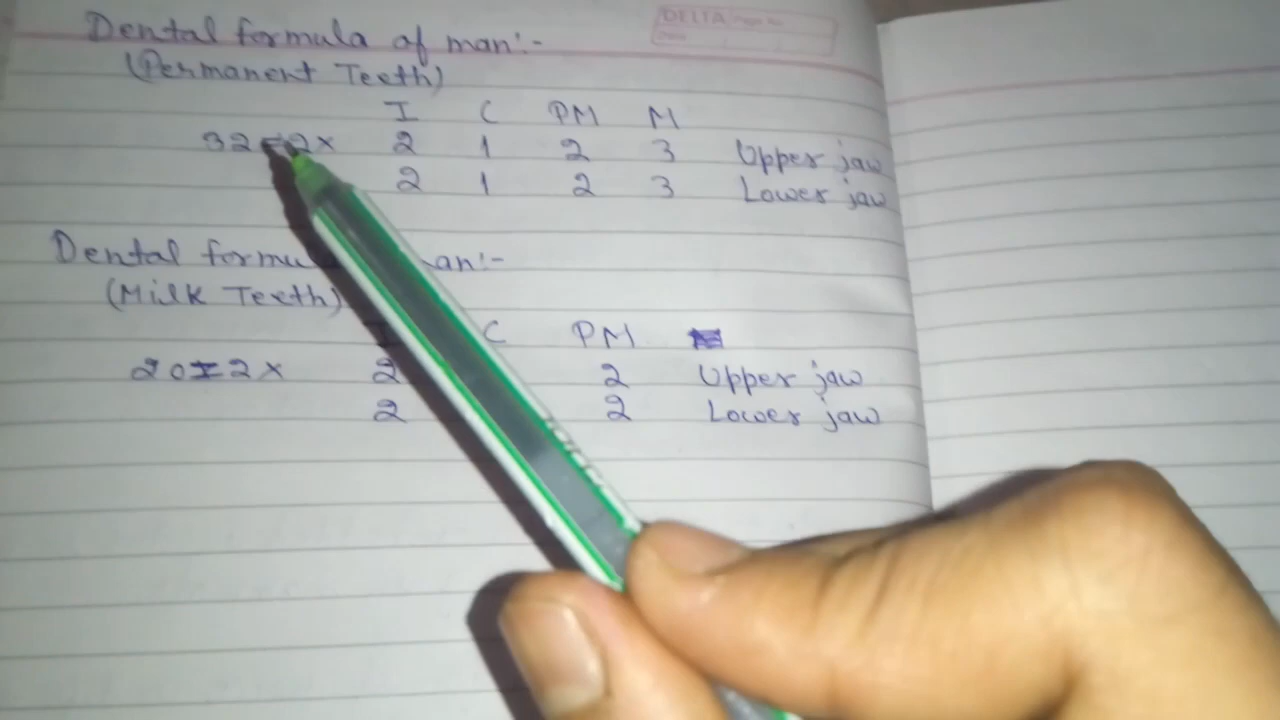 DELTA Page No.
Dental formula of man:-
(Permanent Teeth)
I C PM M
32=2x 2 1 2 3 Upper jaw
2 1 2 3 Lower jaw
Dental formu an:-
(Milk Teeth)
I C PM
20=2x 2 2 Upper jaw
2 2 Lower jaw